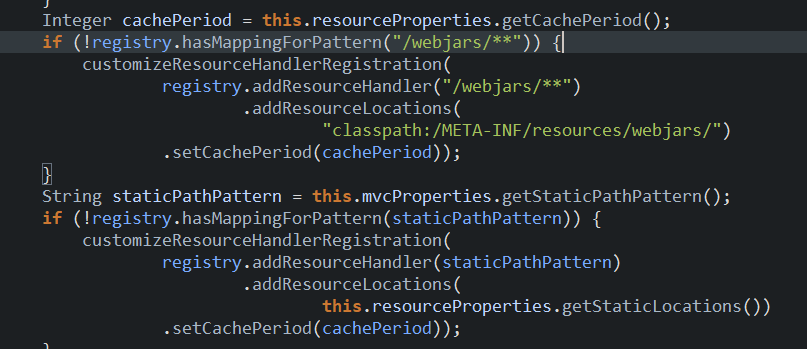 }
Integer cachePeriod = this.resourceProperties.getCachePeriod();
if (!registry.hasMappingForPattern("/webjars/**")) {
customizeResourceHandlerRegistration(
registry.addResourceHandler("/webjars/**")
.addResourceLocations(
"classpath:/META-INF/resources/webjars/")
.setCachePeriod(cachePeriod));
}
String staticPathPattern = this.mvcProperties.getStaticPathPattern();
if (!registry.hasMappingForPattern(staticPathPattern)) {
customizeResourceHandlerRegistration(
registry.addResourceHandler(staticPathPattern)
.addResourceLocations(
this.resourceProperties.getStaticLocations())
.setCachePeriod(cachePeriod));
}